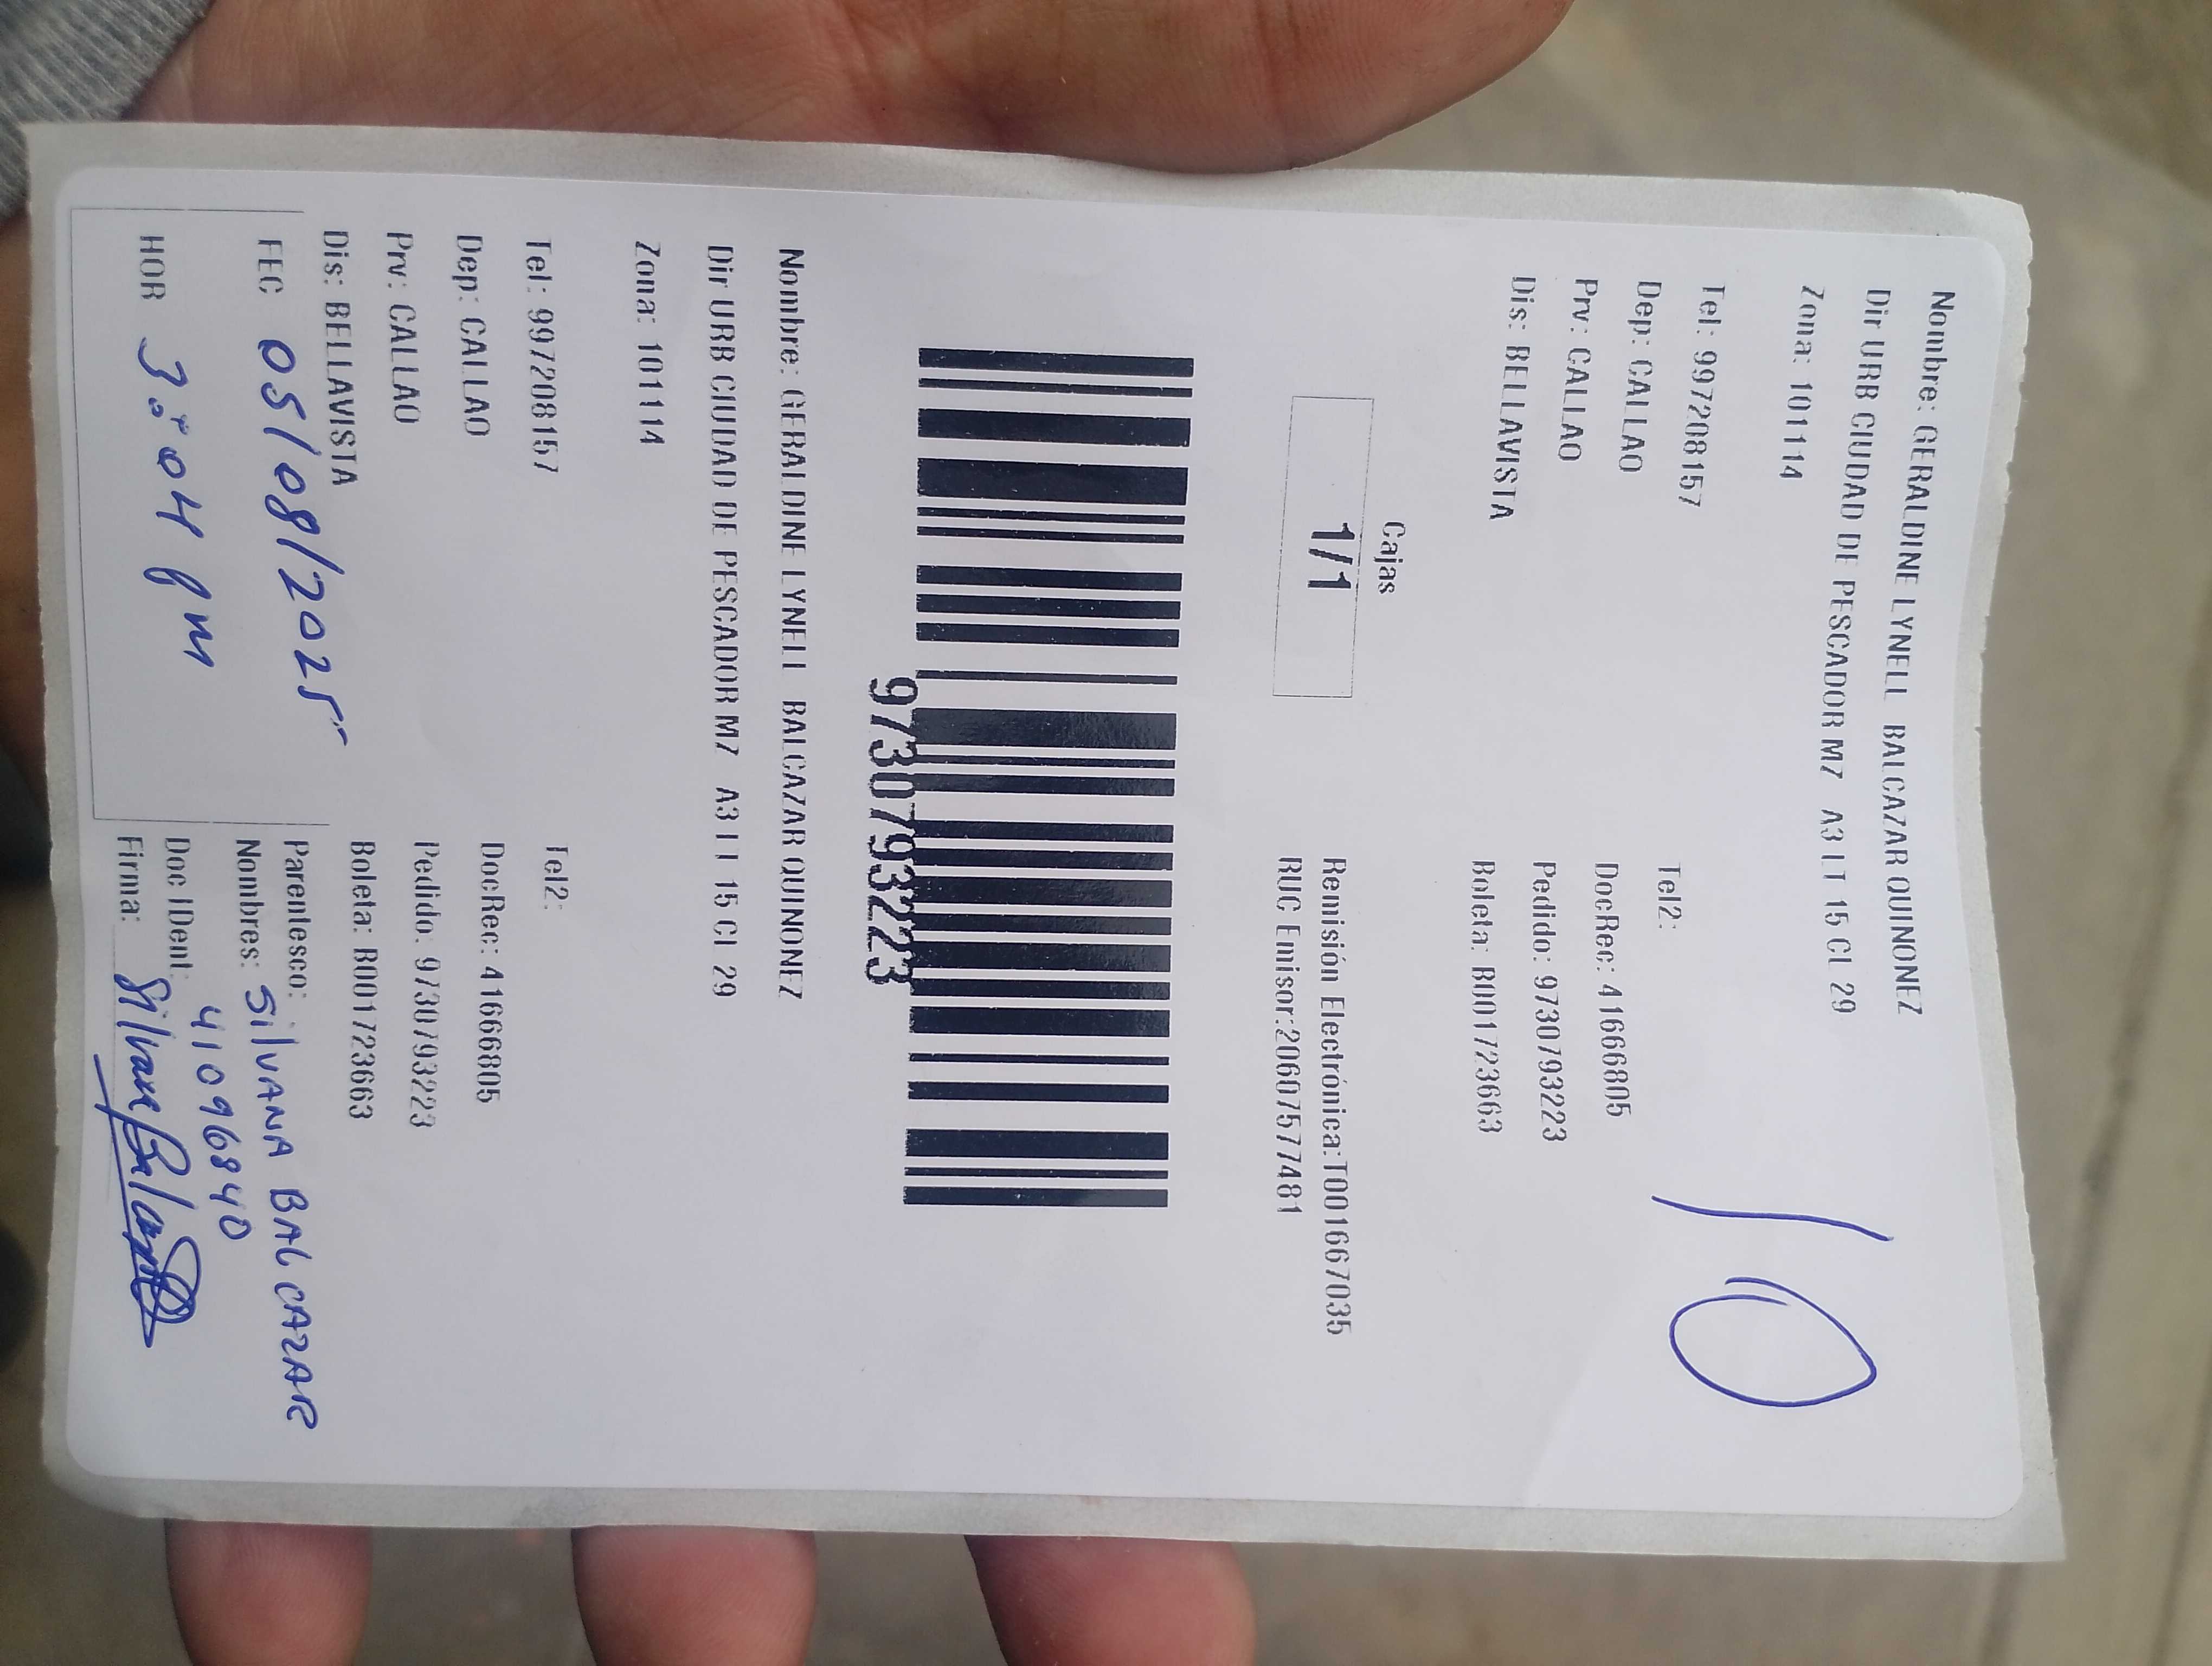 Nombre: GERALDINE LYNELL BALCAZAR QUINONEZ
Dir URB CIUDAD DE PESCADOR MZ A3 LT 15 CL 29
Zona: 101114
10
Tel: 997208157 Tel2:
Dep: CALLAO DocRec: 41666805
Prv: CALLAO Pedido: 9730793223
Dis: BELLAVISTA Boleta: B001723663
Cajas
1/1
Remisión Electrónica:T001667035
RUC Emisor:20607577481
9730793223
Nombre: GERALDINE LYNELL BALCAZAR QUINONEZ
Dir URB CIUDAD DE PESCADOR MZ A3 LT 15 CL 29
Zona: 101114
Tel: 997208157 Tel2:
Dep: CALLAO DocRec: 41666805
Prv: CALLAO Pedido: 9730793223
Dis: BELLAVISTA Boleta: B001723663
FEC 05/08/2025
HOR 3:04 pm
Parentesco:
Nombres: SilVANA BALCAZAR
Doc IDent: 41096840
Firma: Silvana Balcazar